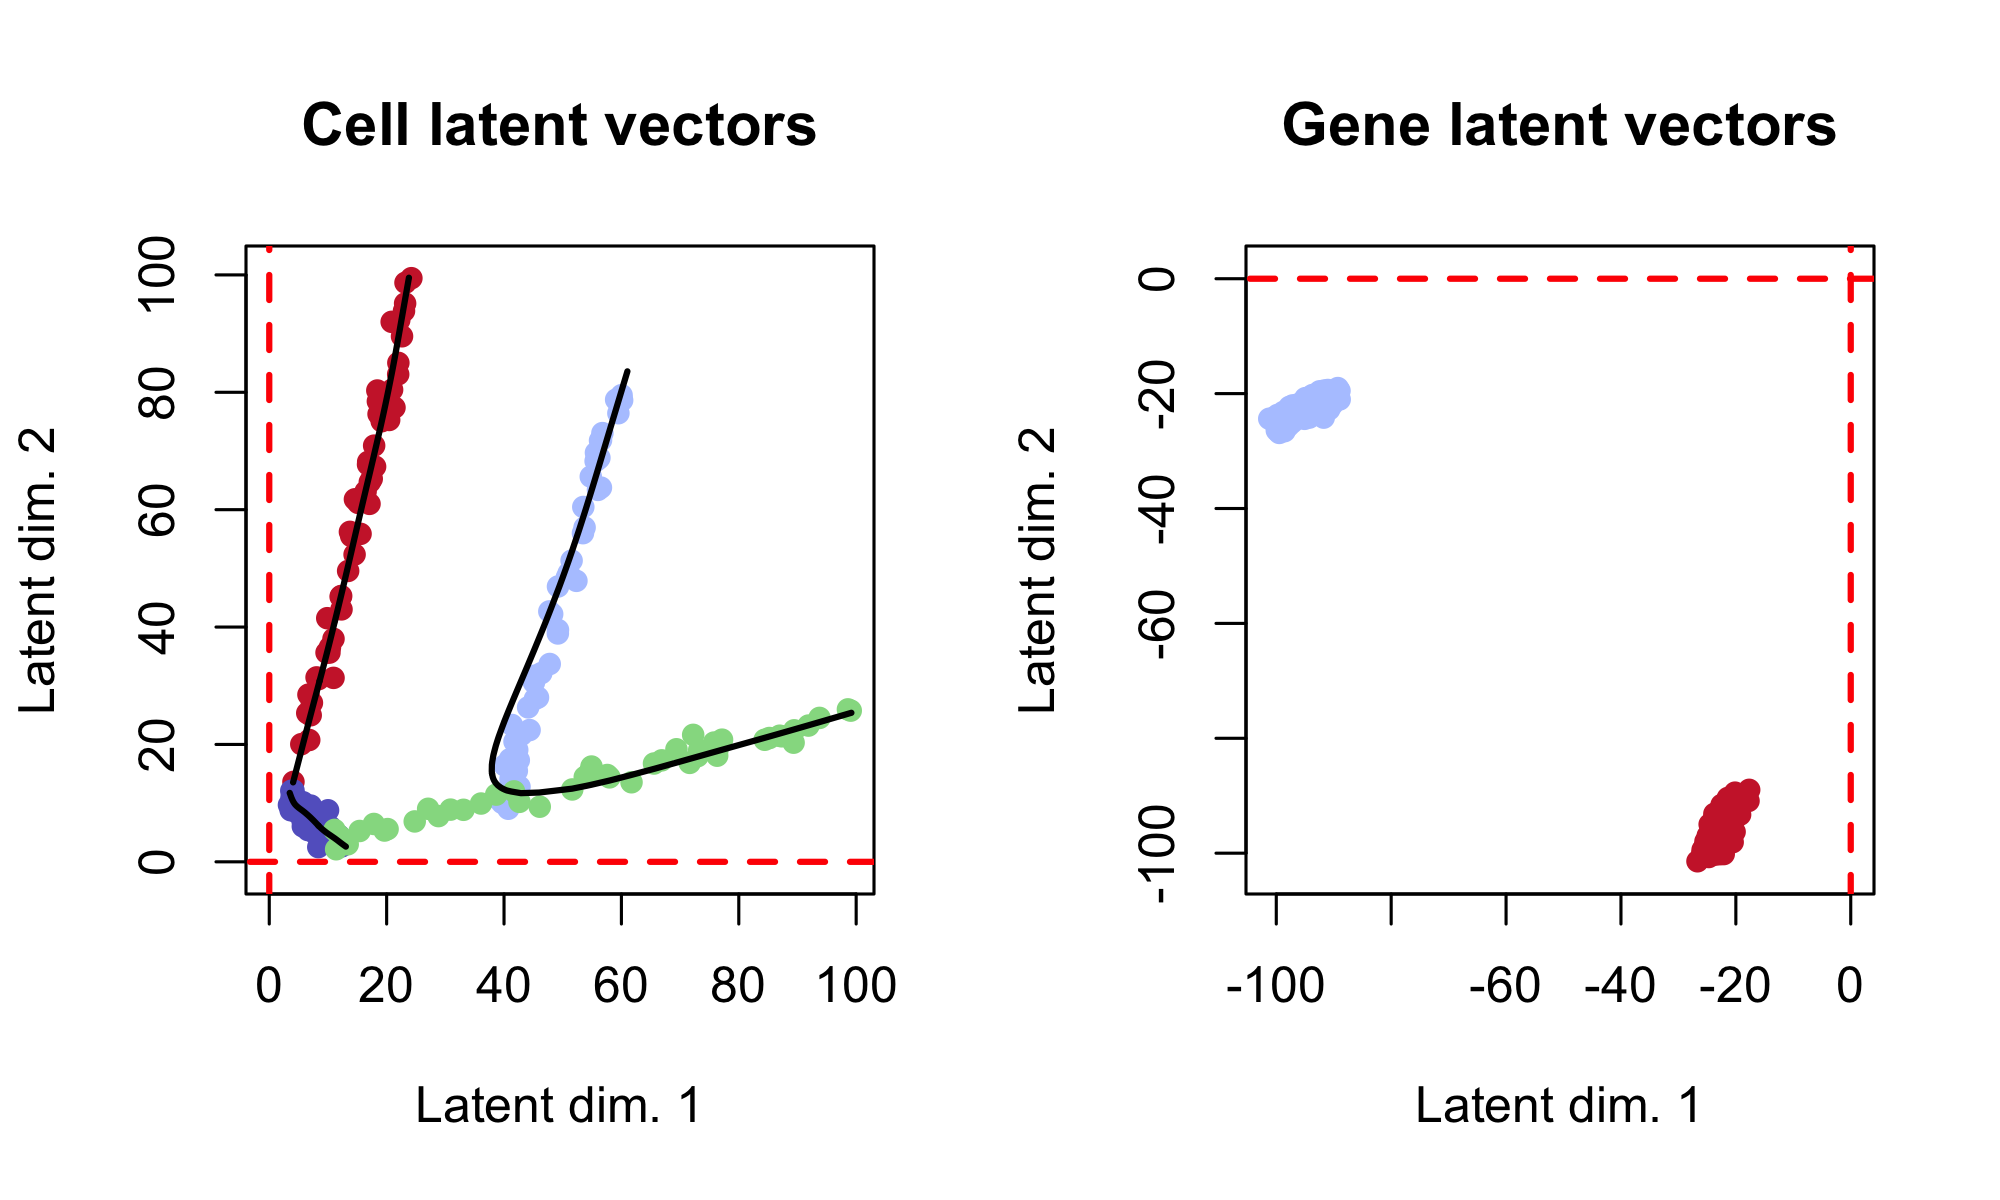 Cell latent vectors
Latent dim. 2
100
80
60
40
20
0
0 20 40 60 80 100
Latent dim. 1
Gene latent vectors
Latent dim. 2
0
-20
-40
-60
-100
-100 -60 -40 -20 0
Latent dim. 1